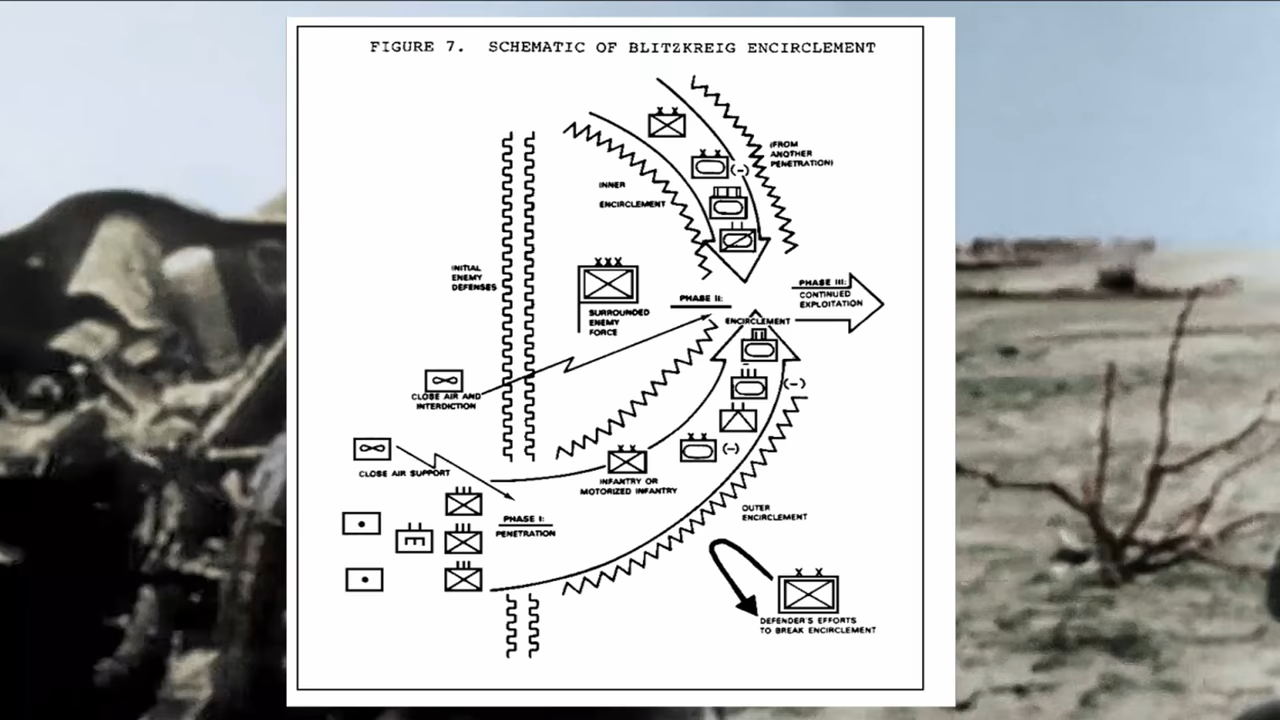 FIGURE 7. SCHEMATIC OF BLITZKREIG ENCIRCLEMENT
(FROM
ANOTHER
PENETRATION)
(-)
INNER
ENCIRCLEMENT
INITIAL
ENEMY
DEFENSES
SURROUNDED
ENEMY
FORCE
PHASE II:
ENCIRCLEMENT
PHASE III:
CONTINUED
EXPLOITATION
CLOSE AIR AND
INTERDICTION
(-)
CLOSE AIR SUPPORT
(-)
INFANTRY OR
MOTORIZED INFANTRY
PHASE I:
PENETRATION
OUTER
ENCIRCLEMENT
DEFENDER'S EFFORTS
TO BREAK ENCIRCLEMENT